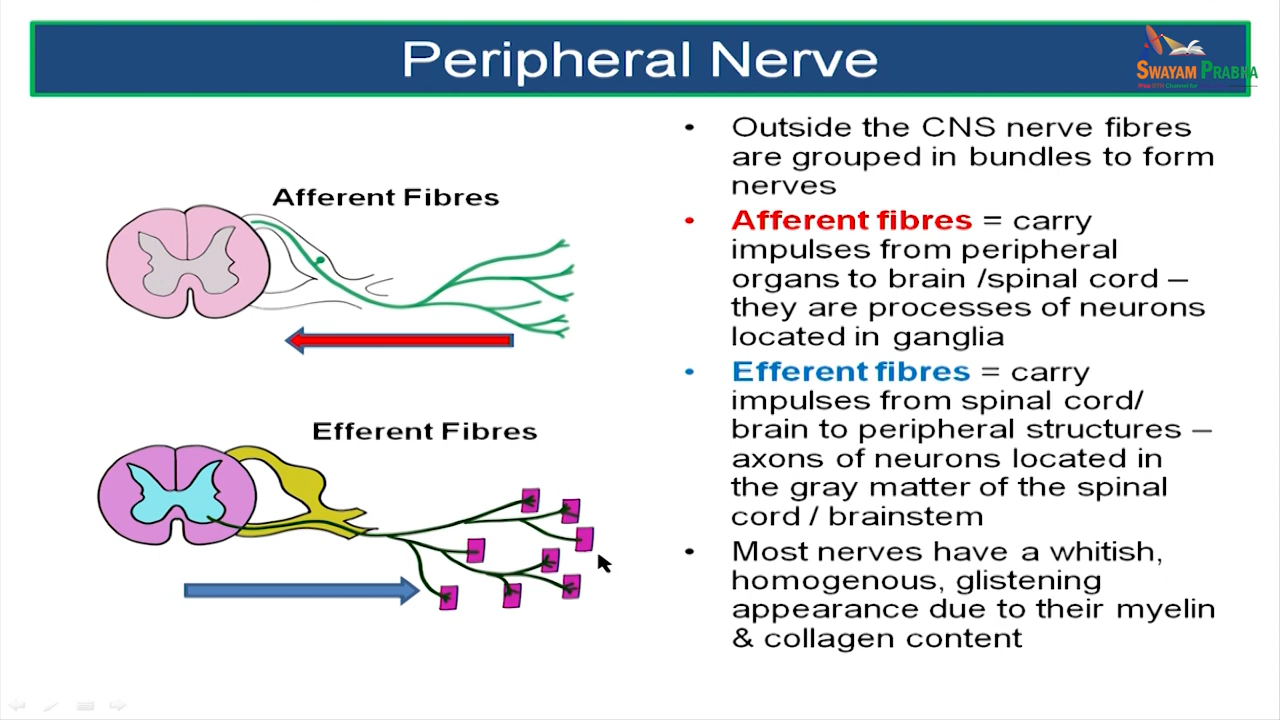 Peripheral Nerve
SWAYAM PRABHA
Afferent Fibres
Efferent Fibres
• Outside the CNS nerve fibres
are grouped in bundles to form
nerves
• Afferent fibres = carry
impulses from peripheral
organs to brain /spinal cord –
they are processes of neurons
located in ganglia
• Efferent fibres = carry
impulses from spinal cord/
brain to peripheral structures –
axons of neurons located in
the gray matter of the spinal
cord / brainstem
• Most nerves have a whitish,
homogenous, glistening
appearance due to their myelin
& collagen content